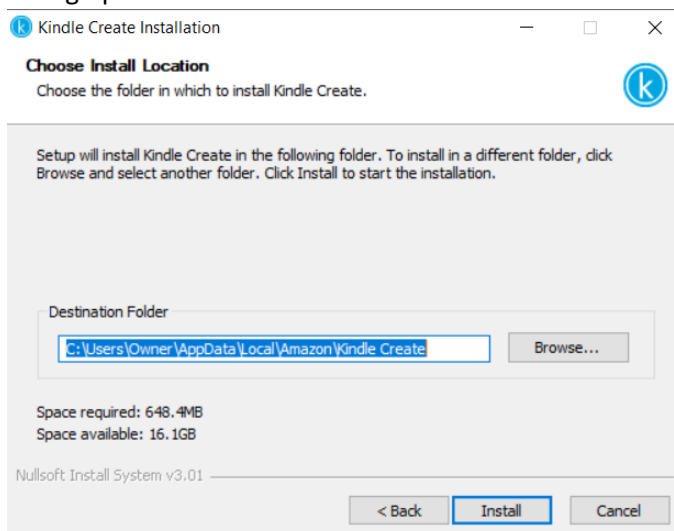 Kindle Create Installation
Choose Install Location
Choose the folder in which to install Kindle Create.
k
Setup will install Kindle Create in the following folder. To install in a different folder, click
Browse and select another folder. Click Install to start the installation.
Destination Folder
C:\Users\Owner\AppData\Local\Amazon\Kindle Create
Browse...
Space required: 648.4MB
Space available: 16.1GB
Nullsoft Install System v3.01
< Back Install Cancel